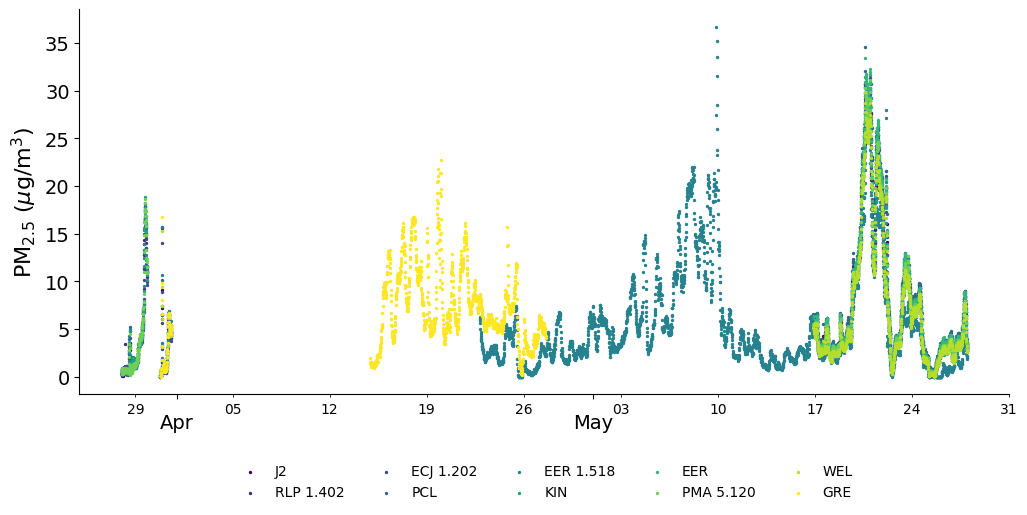 35
30
25
20
15
10
5
0
PM2.5 (μg/m3)
29 05 12 19 26 03 10 17 24 31
Apr May
J2 ECJ 1.202 EER 1.518 EER WEL
RLP 1.402 PCL KIN PMA 5.120 GRE